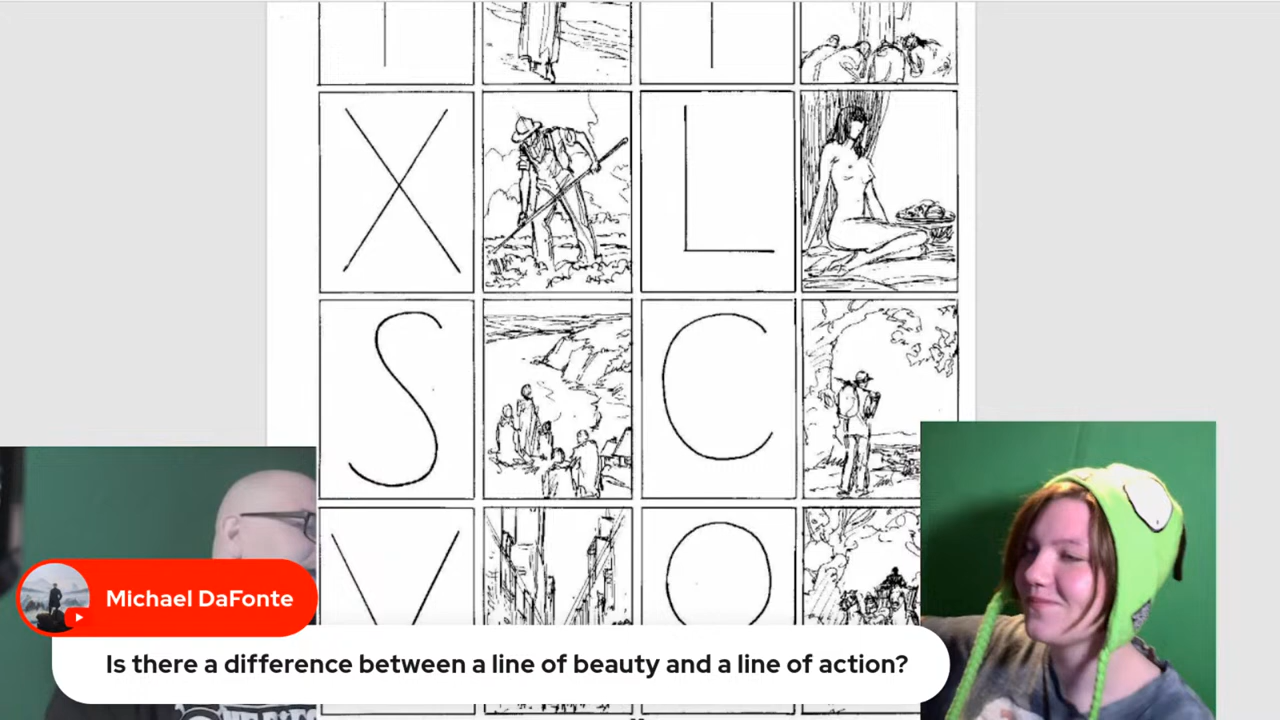 X
L
S
C
V
O
Michael DaFonte
Is there a difference between a line of beauty and a line of action?